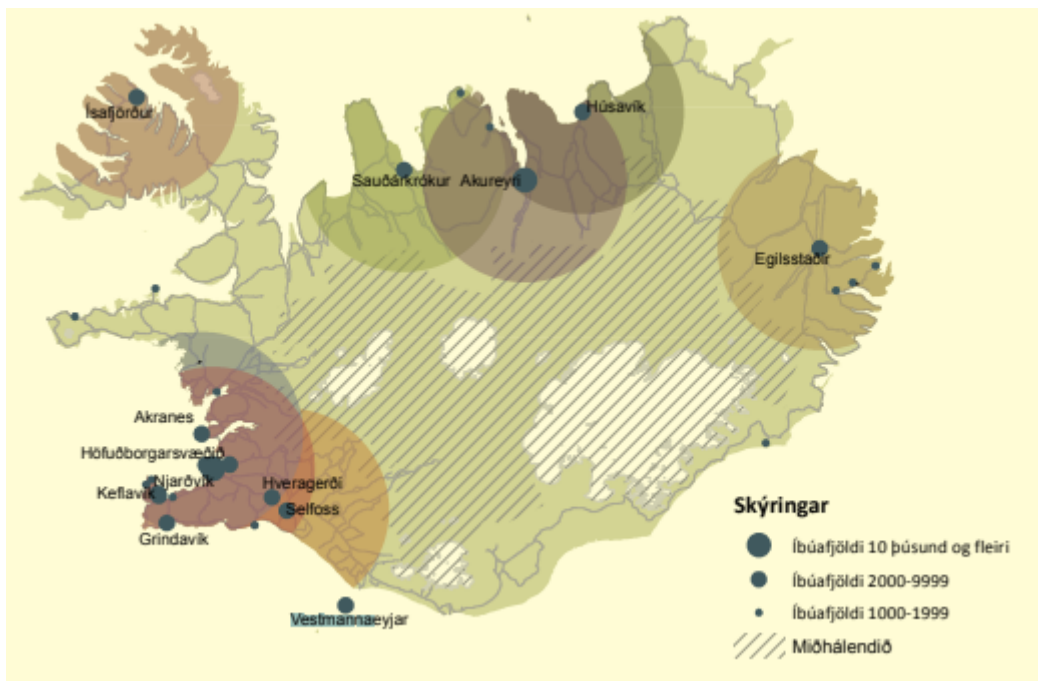 Ísafjörður
Húsavík
Sauðárkrókur
Akureyri
Egilsstaðir
Akranes
Höfuðborgarsvæðið
Njarðvík
Keflavík
Hveragerði
Selfoss
Grindavík
Vestmannaeyjar
Skýringar
Íbúafjöldi 10 þúsund og fleiri
Íbúafjöldi 2000-9999
Íbúafjöldi 1000-1999
Miðhálendið